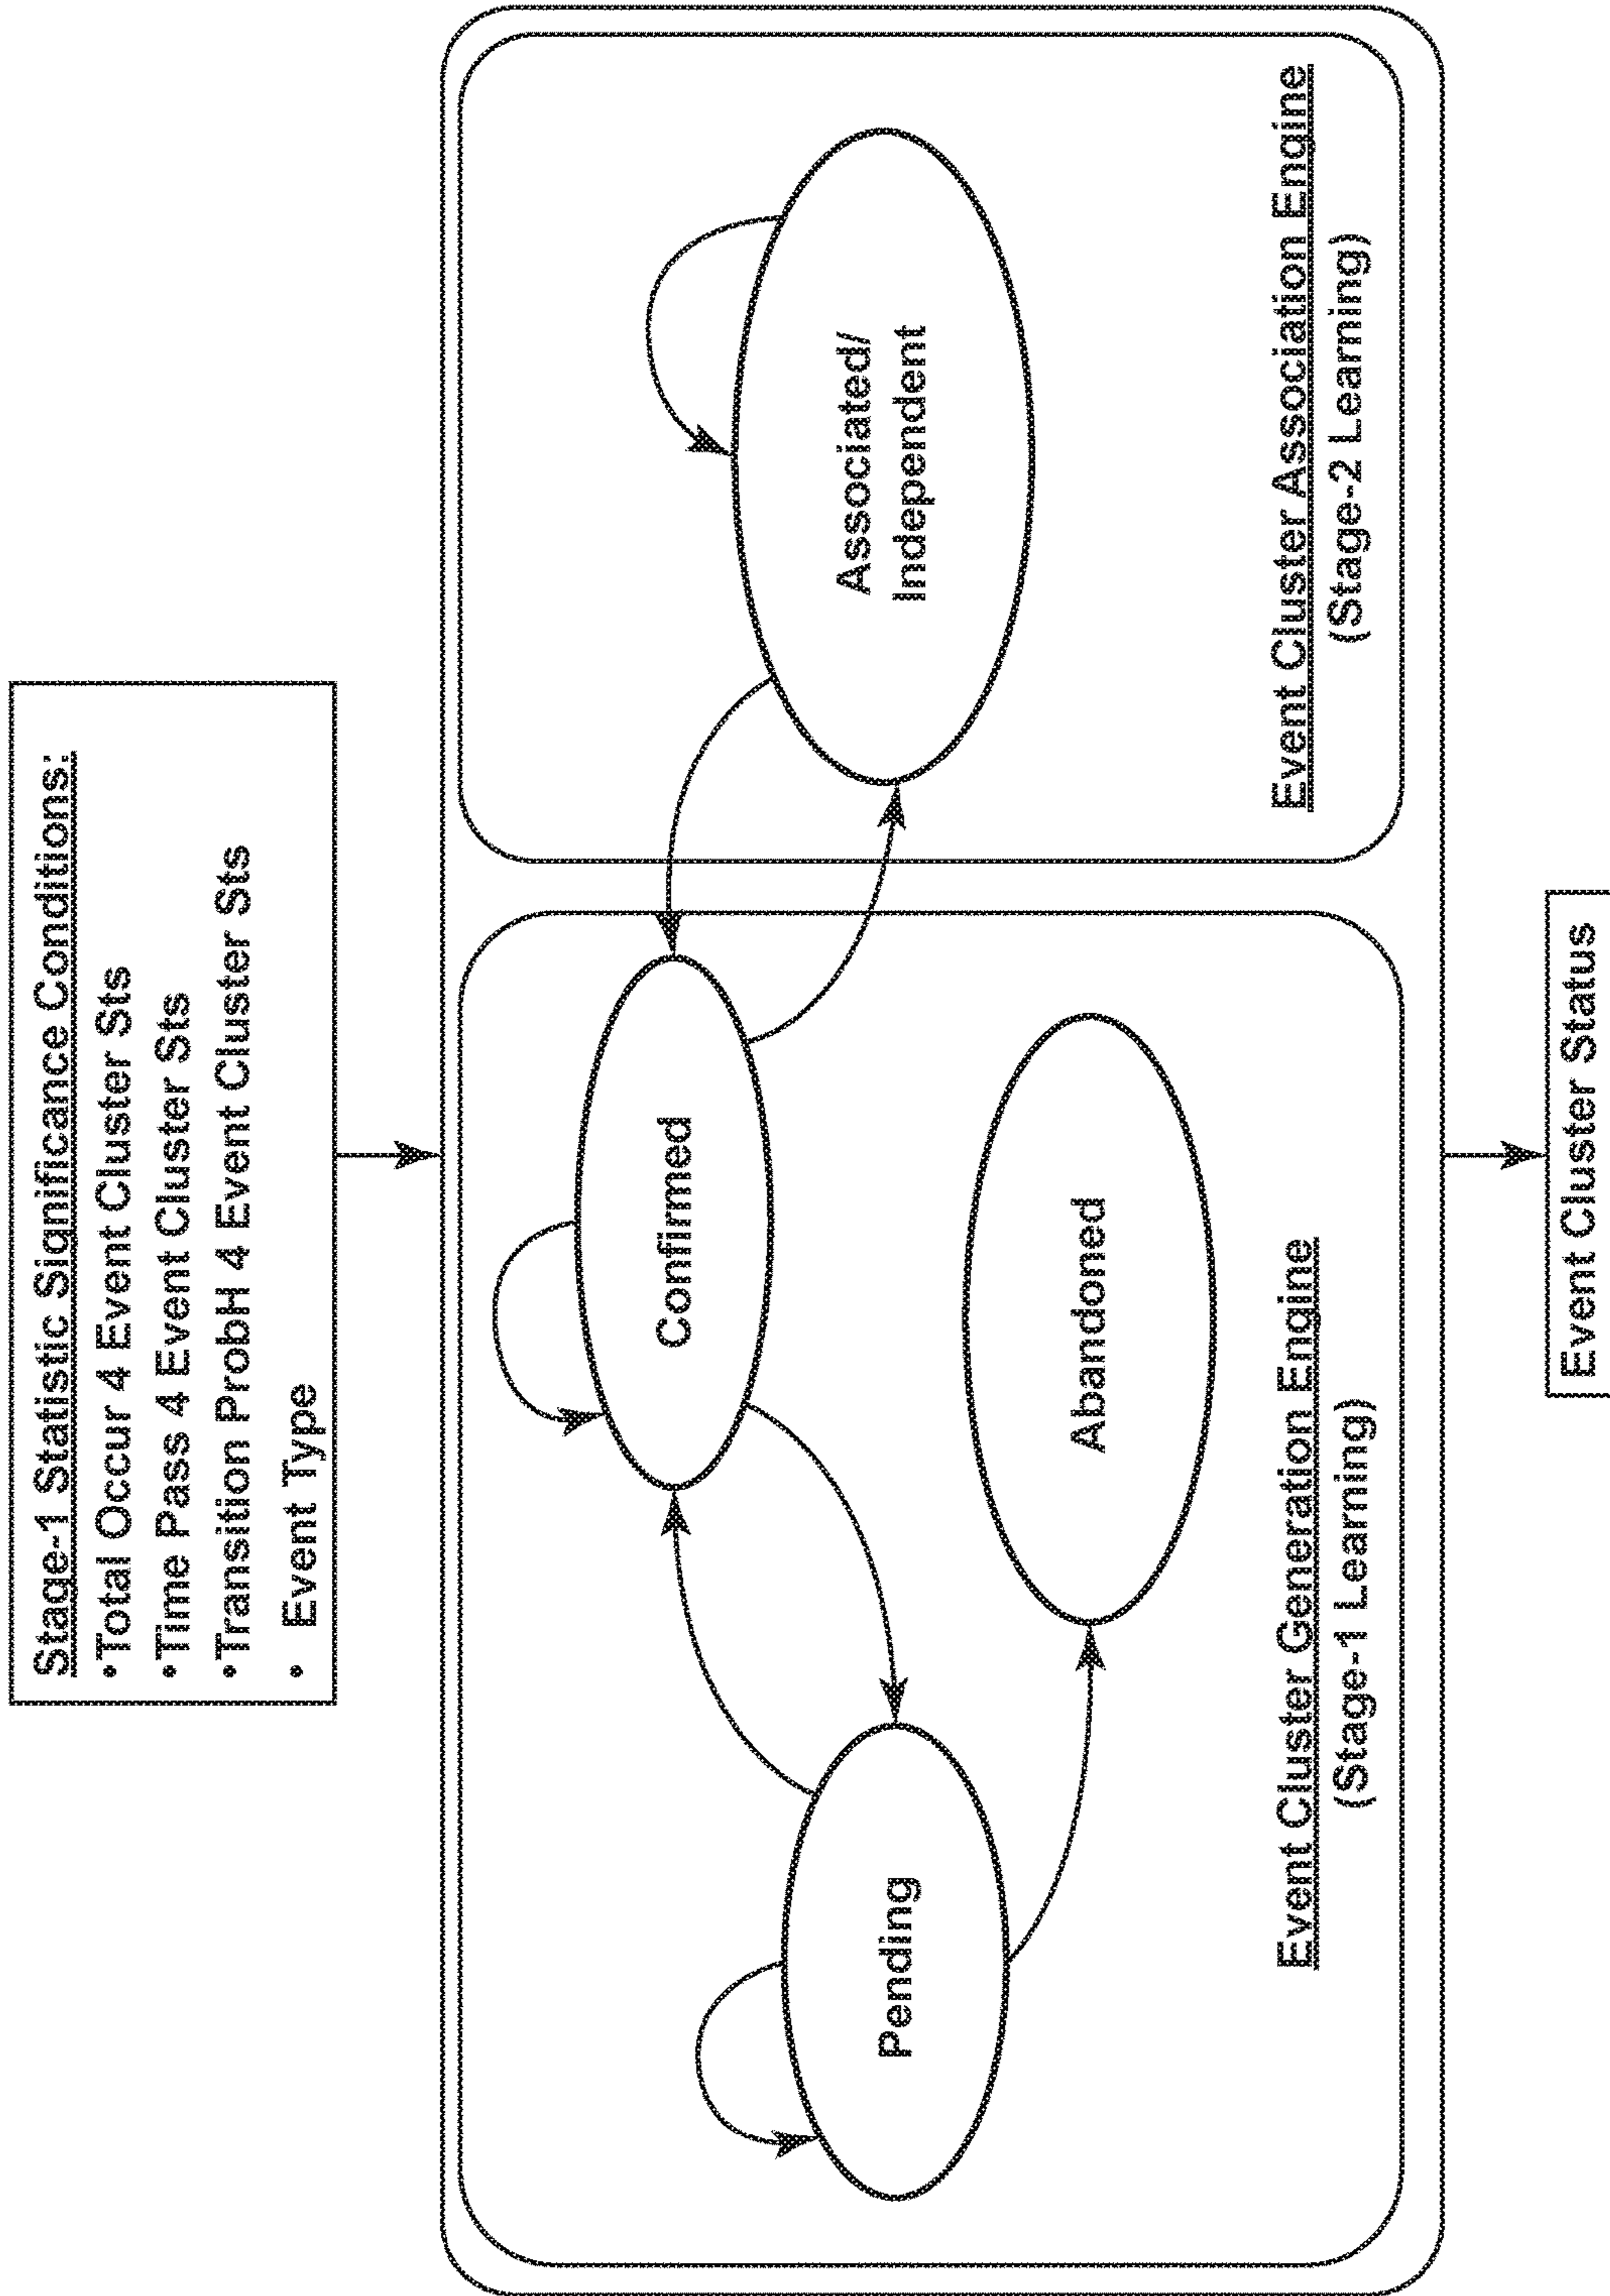 Stage-1 Statistic Significance Conditions:
•Total Occur 4 Event Cluster Sts
•Time Pass 4 Event Cluster Sts
•Transition ProbH 4 Event Cluster Sts
• Event Type
Confirmed
Pending
Abandoned
Event Cluster Generation Engine
(Stage-1 Learning)
Associated/
Independent
Event Cluster Association Engine
(Stage-2 Learning)
Event Cluster Status